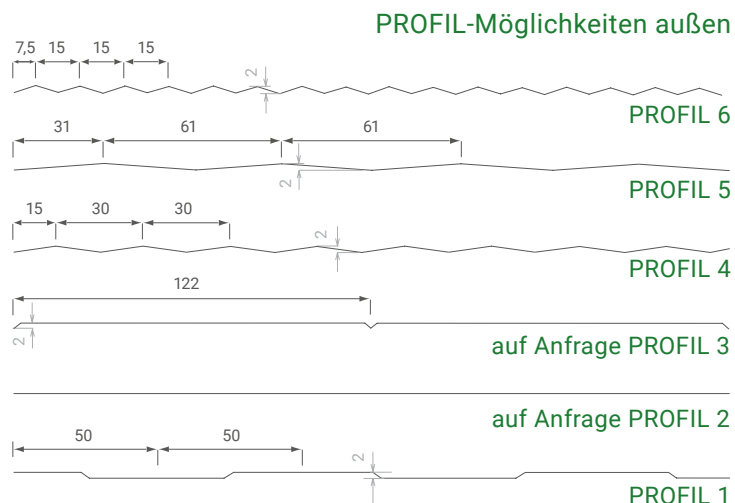 PROFIL-Möglichkeiten außen
7,5 15 15 15
2
PROFIL 6
31 61 61
2
PROFIL 5
15 30 30
2
PROFIL 4
122
2
auf Anfrage PROFIL 3
auf Anfrage PROFIL 2
50 50
2
PROFIL 1